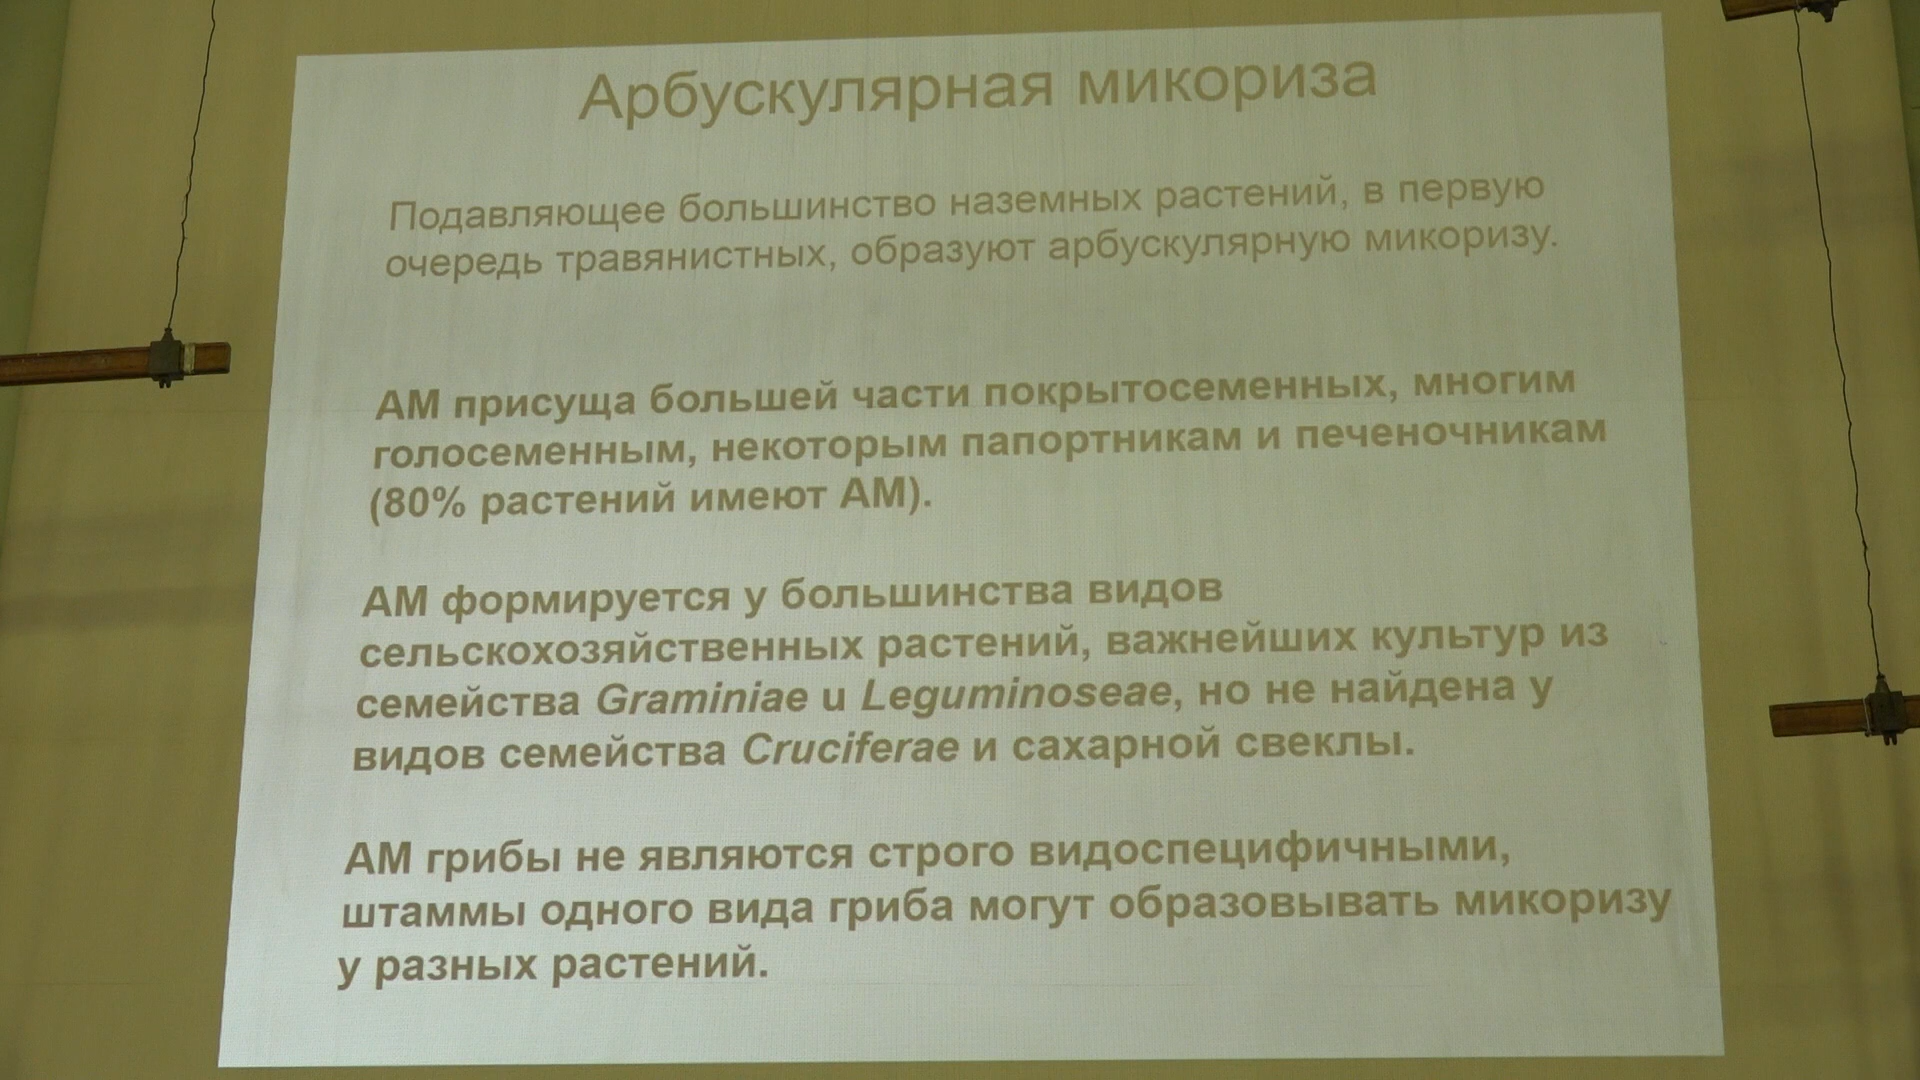 Арбускулярная микориза
Подавляющее большинство наземных растений, в первую
очередь травянистных, образуют арбускулярную микоризу.
АМ присуща большей части покрытосеменных, многим
голосеменным, некоторым папортникам и печеночникам
(80% растений имеют АМ).
АМ формируется у большинства видов
сельскохозяйственных растений, важнейших культур из
семейства Graminiae и Leguminoseae, но не найдена у
видов семейства Cruciferae и сахарной свеклы.
АМ грибы не являются строго видоспецифичными,
штаммы одного вида гриба могут образовывать микоризу
у разных растений.